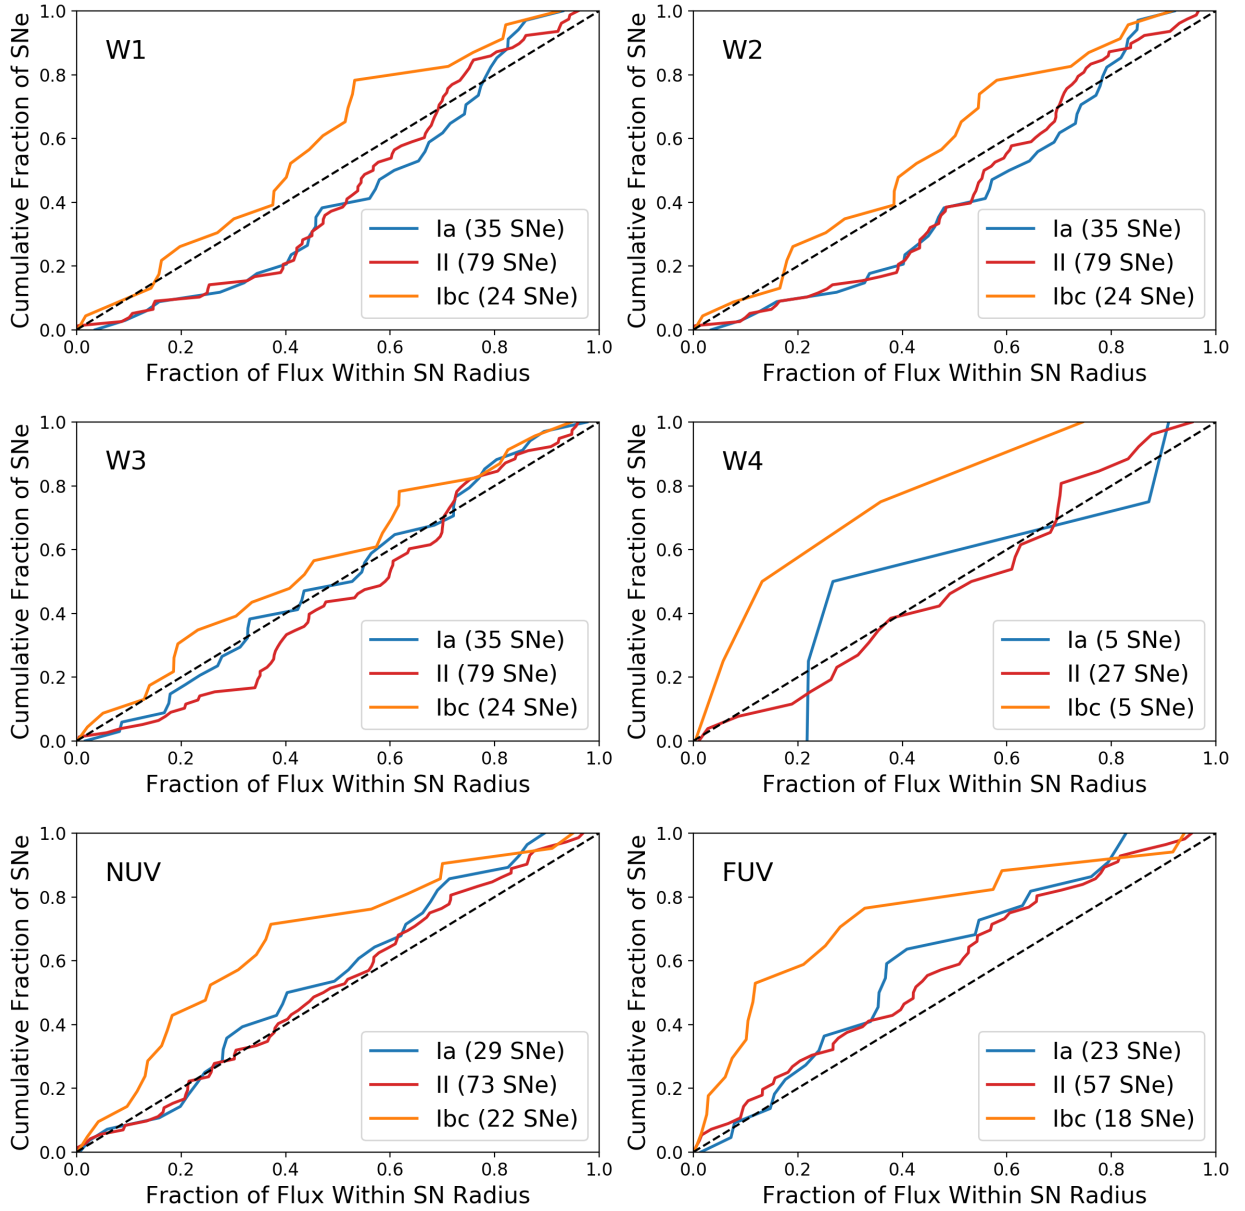 W1
Cumulative Fraction of SNe
1.0
0.8
0.6
0.4
0.2
0.0
Ia (35 SNe)
II (79 SNe)
Ibc (24 SNe)
0.0 0.2 0.4 0.6 0.8 1.0
Fraction of Flux Within SN Radius
W2
Cumulative Fraction of SNe
1.0
0.8
0.6
0.4
0.2
0.0
Ia (35 SNe)
II (79 SNe)
Ibc (24 SNe)
0.0 0.2 0.4 0.6 0.8 1.0
Fraction of Flux Within SN Radius
W3
Cumulative Fraction of SNe
1.0
0.8
0.6
0.4
0.2
0.0
Ia (35 SNe)
II (79 SNe)
Ibc (24 SNe)
0.0 0.2 0.4 0.6 0.8 1.0
Fraction of Flux Within SN Radius
W4
Cumulative Fraction of SNe
1.0
0.8
0.6
0.4
0.2
0.0
Ia (5 SNe)
II (27 SNe)
Ibc (5 SNe)
0.0 0.2 0.4 0.6 0.8 1.0
Fraction of Flux Within SN Radius
NUV
Cumulative Fraction of SNe
1.0
0.8
0.6
0.4
0.2
0.0
Ia (29 SNe)
II (73 SNe)
Ibc (22 SNe)
0.0 0.2 0.4 0.6 0.8 1.0
Fraction of Flux Within SN Radius
FUV
Cumulative Fraction of SNe
1.0
0.8
0.6
0.4
0.2
0.0
Ia (23 SNe)
II (57 SNe)
Ibc (18 SNe)
0.0 0.2 0.4 0.6 0.8 1.0
Fraction of Flux Within SN Radius